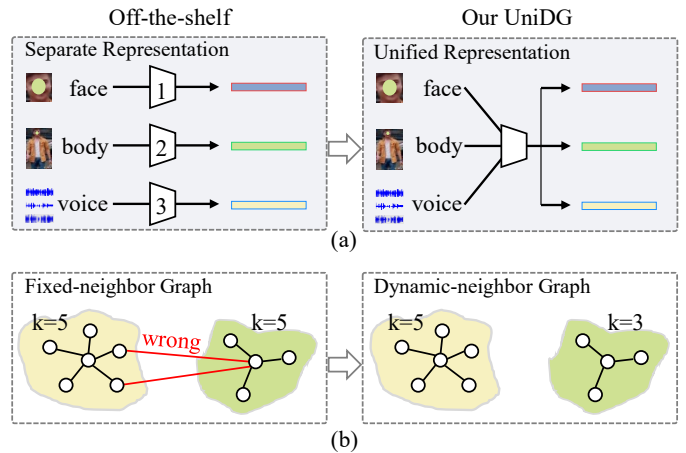 Off-the-shelf
Our UniDG
Separate Representation
face
1
body
2
voice
3
Unified Representation
face
body
voice
(a)
Fixed-neighbor Graph
k=5
wrong
k=5
Dynamic-neighbor Graph
k=5
k=3
(b)